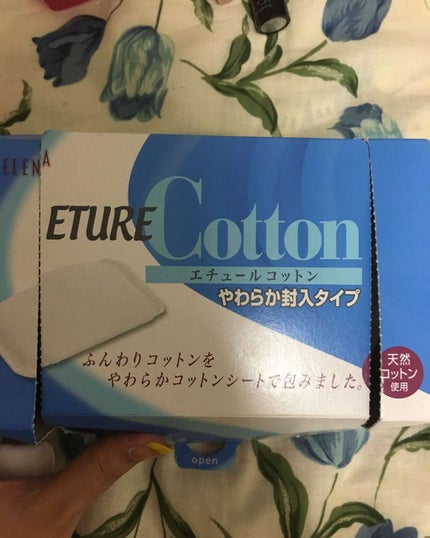 ELENA
ETURE Cotton
エチュールコットン
やわらか封入タイプ
ふんわりコットンを
やわらかコットンシートで包みました。
天然
コットン
使用
open